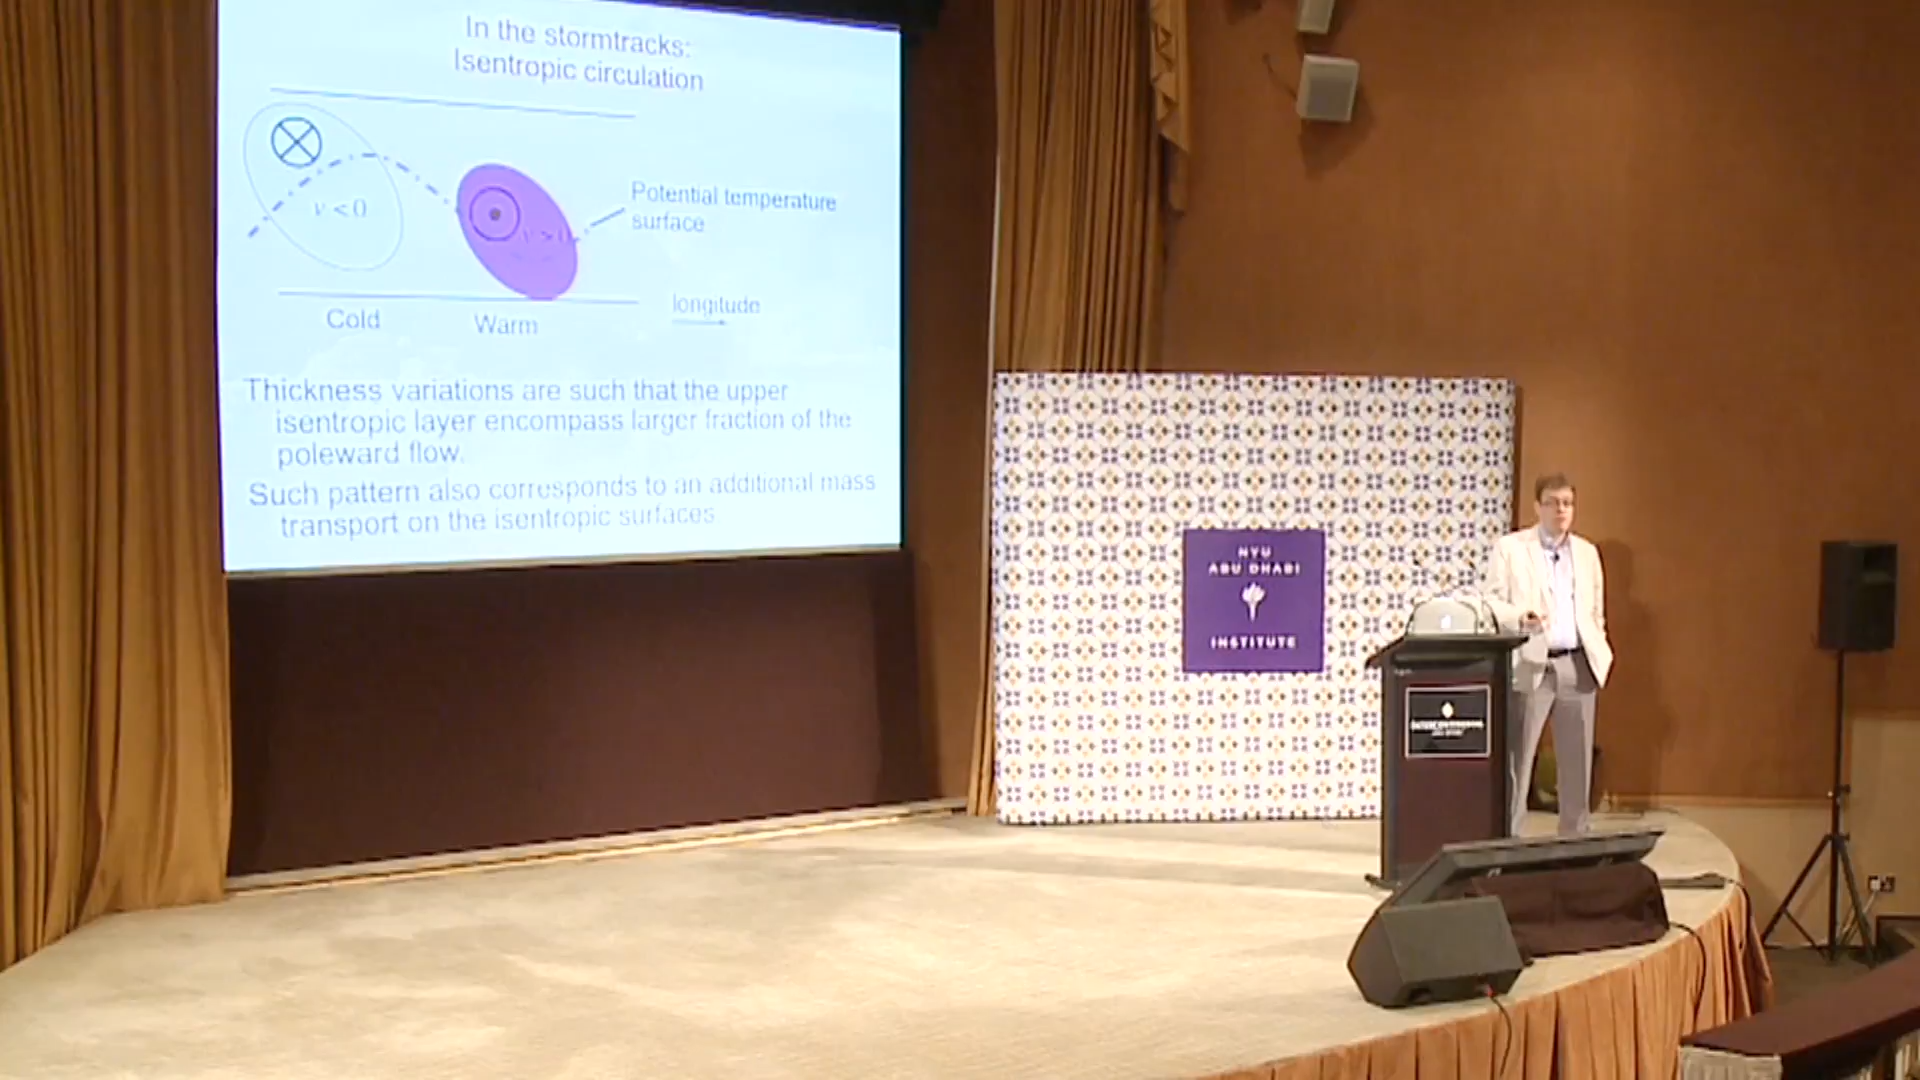 In the stormtracks:
Isentropic circulation
v < 0
Potential temperature
surface
longitude
Cold
Warm
Thickness variations are such that the upper
isentropic layer encompass larger fraction of the
poleward flow.
Such pattern also corresponds to an additional mass
transport on the isentropic surfaces
NYU
ABU DHABI
INSTITUTE